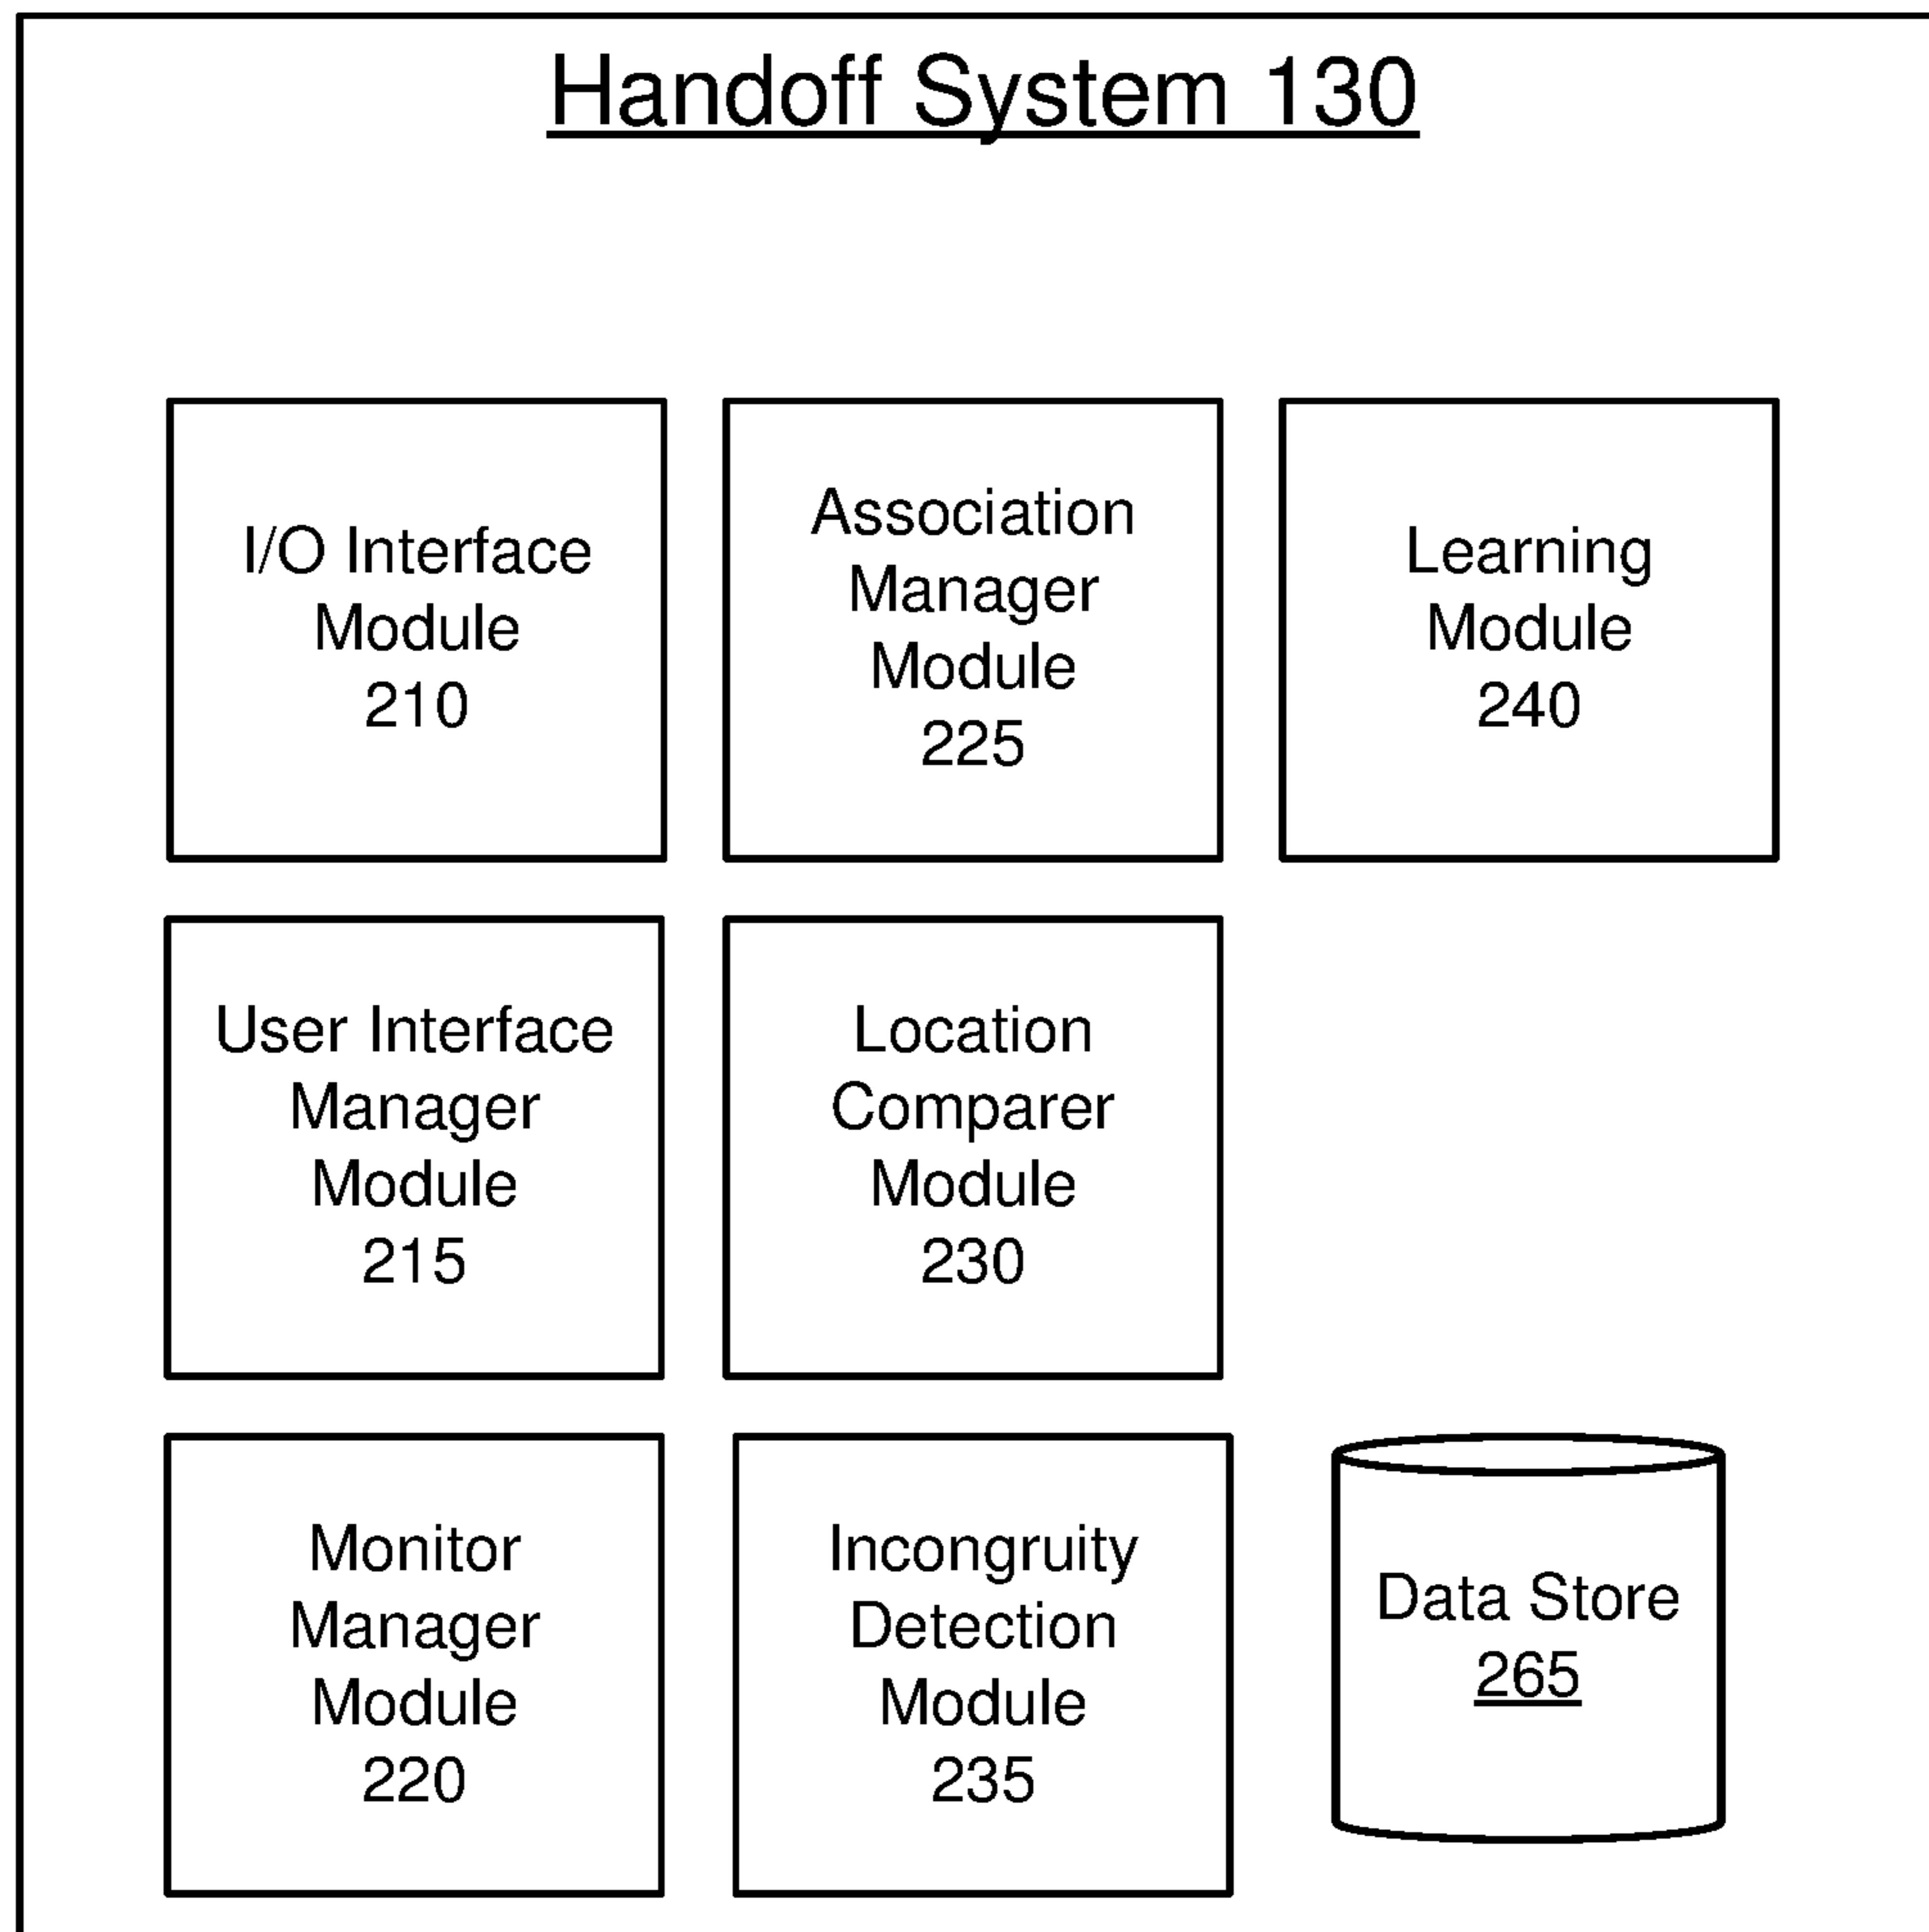 Handoff System 130
I/O Interface
Module
210
Association
Manager
Module
225
Learning
Module
240
User Interface
Manager
Module
215
Location
Comparer
Module
230
Monitor
Manager
Module
220
Incongruity
Detection
Module
235
Data Store
265